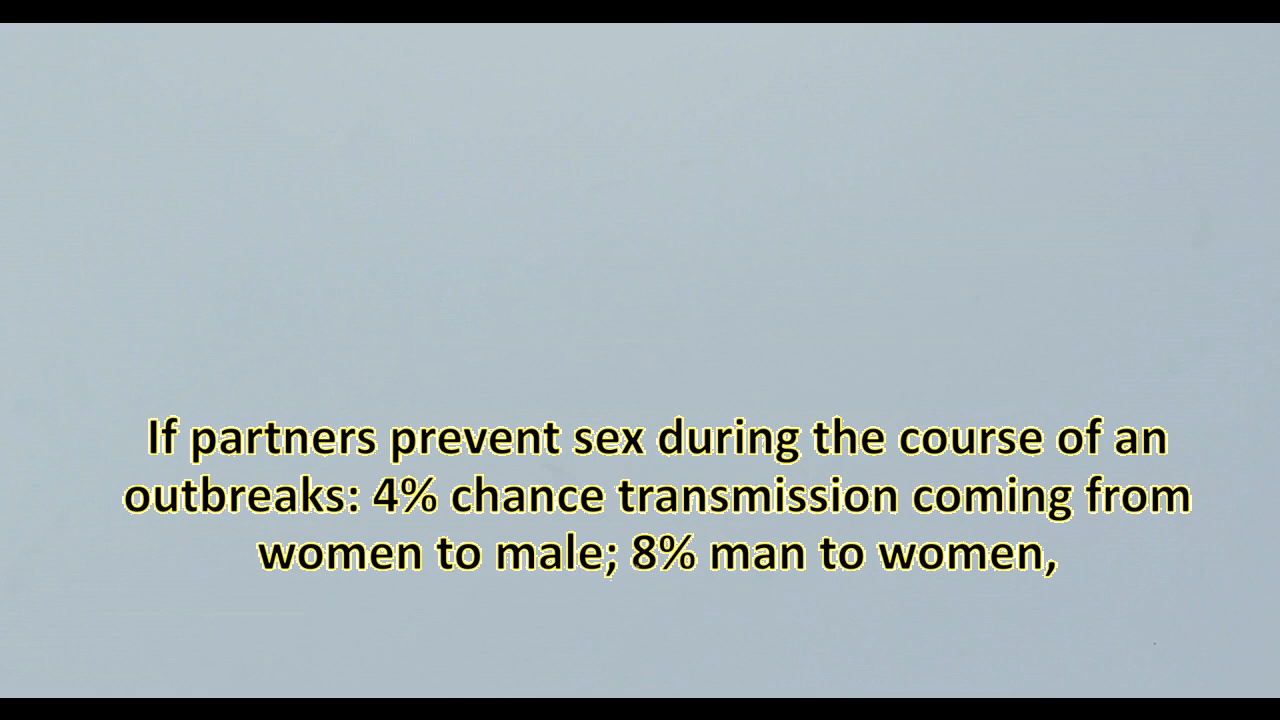 If partners prevent sex during the course of an
outbreaks: 4% chance transmission coming from
women to male; 8% man to women,